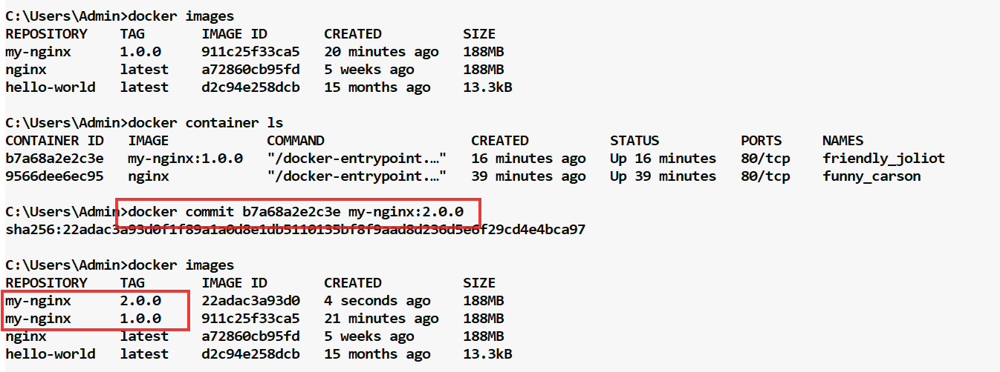 C:\Users\Admin>docker images
REPOSITORY    TAG       IMAGE ID       CREATED          SIZE
my-nginx      1.0.0     911c25f33ca5   20 minutes ago   188MB
nginx         latest    a72860cb95fd   5 weeks ago      188MB
hello-world   latest    d2c94e258dcb   15 months ago    13.3kB
C:\Users\Admin>docker container ls
CONTAINER ID   IMAGE            COMMAND                  CREATED          STATUS          PORTS     NAMES
b7a68a2e2c3e   my-nginx:1.0.0   "/docker-entrypoint.…"   16 minutes ago   Up 16 minutes   80/tcp    friendly_joliot
9566dee6ec95   nginx            "/docker-entrypoint.…"   39 minutes ago   Up 39 minutes   80/tcp    funny_carson
C:\Users\Admin>docker commit b7a68a2e2c3e my-nginx:2.0.0
sha256:22adac3a93d0f1f89a1a0d8e1db5110135bf8f9aad8d236d5e6f29cd4e4bca97
C:\Users\Admin>docker images
REPOSITORY    TAG       IMAGE ID       CREATED          SIZE
my-nginx      2.0.0     22adac3a93d0   4 seconds ago    188MB
my-nginx      1.0.0     911c25f33ca5   21 minutes ago   188MB
nginx         latest    a72860cb95fd   5 weeks ago      188MB
hello-world   latest    d2c94e258dcb   15 months ago    13.3kB